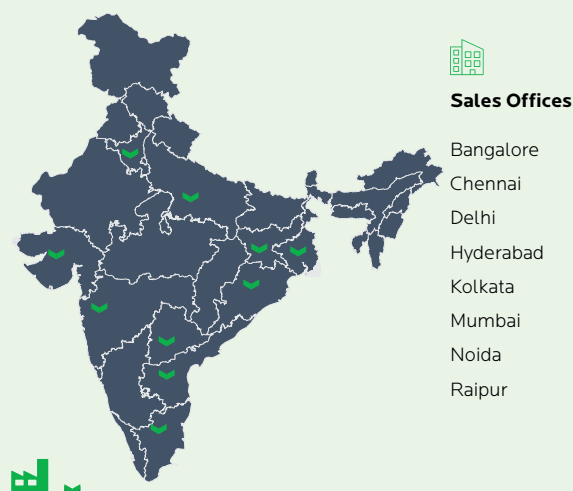 Sales Offices
Bangalore
Chennai
Delhi
Hyderabad
Kolkata
Mumbai
Noida
Raipur